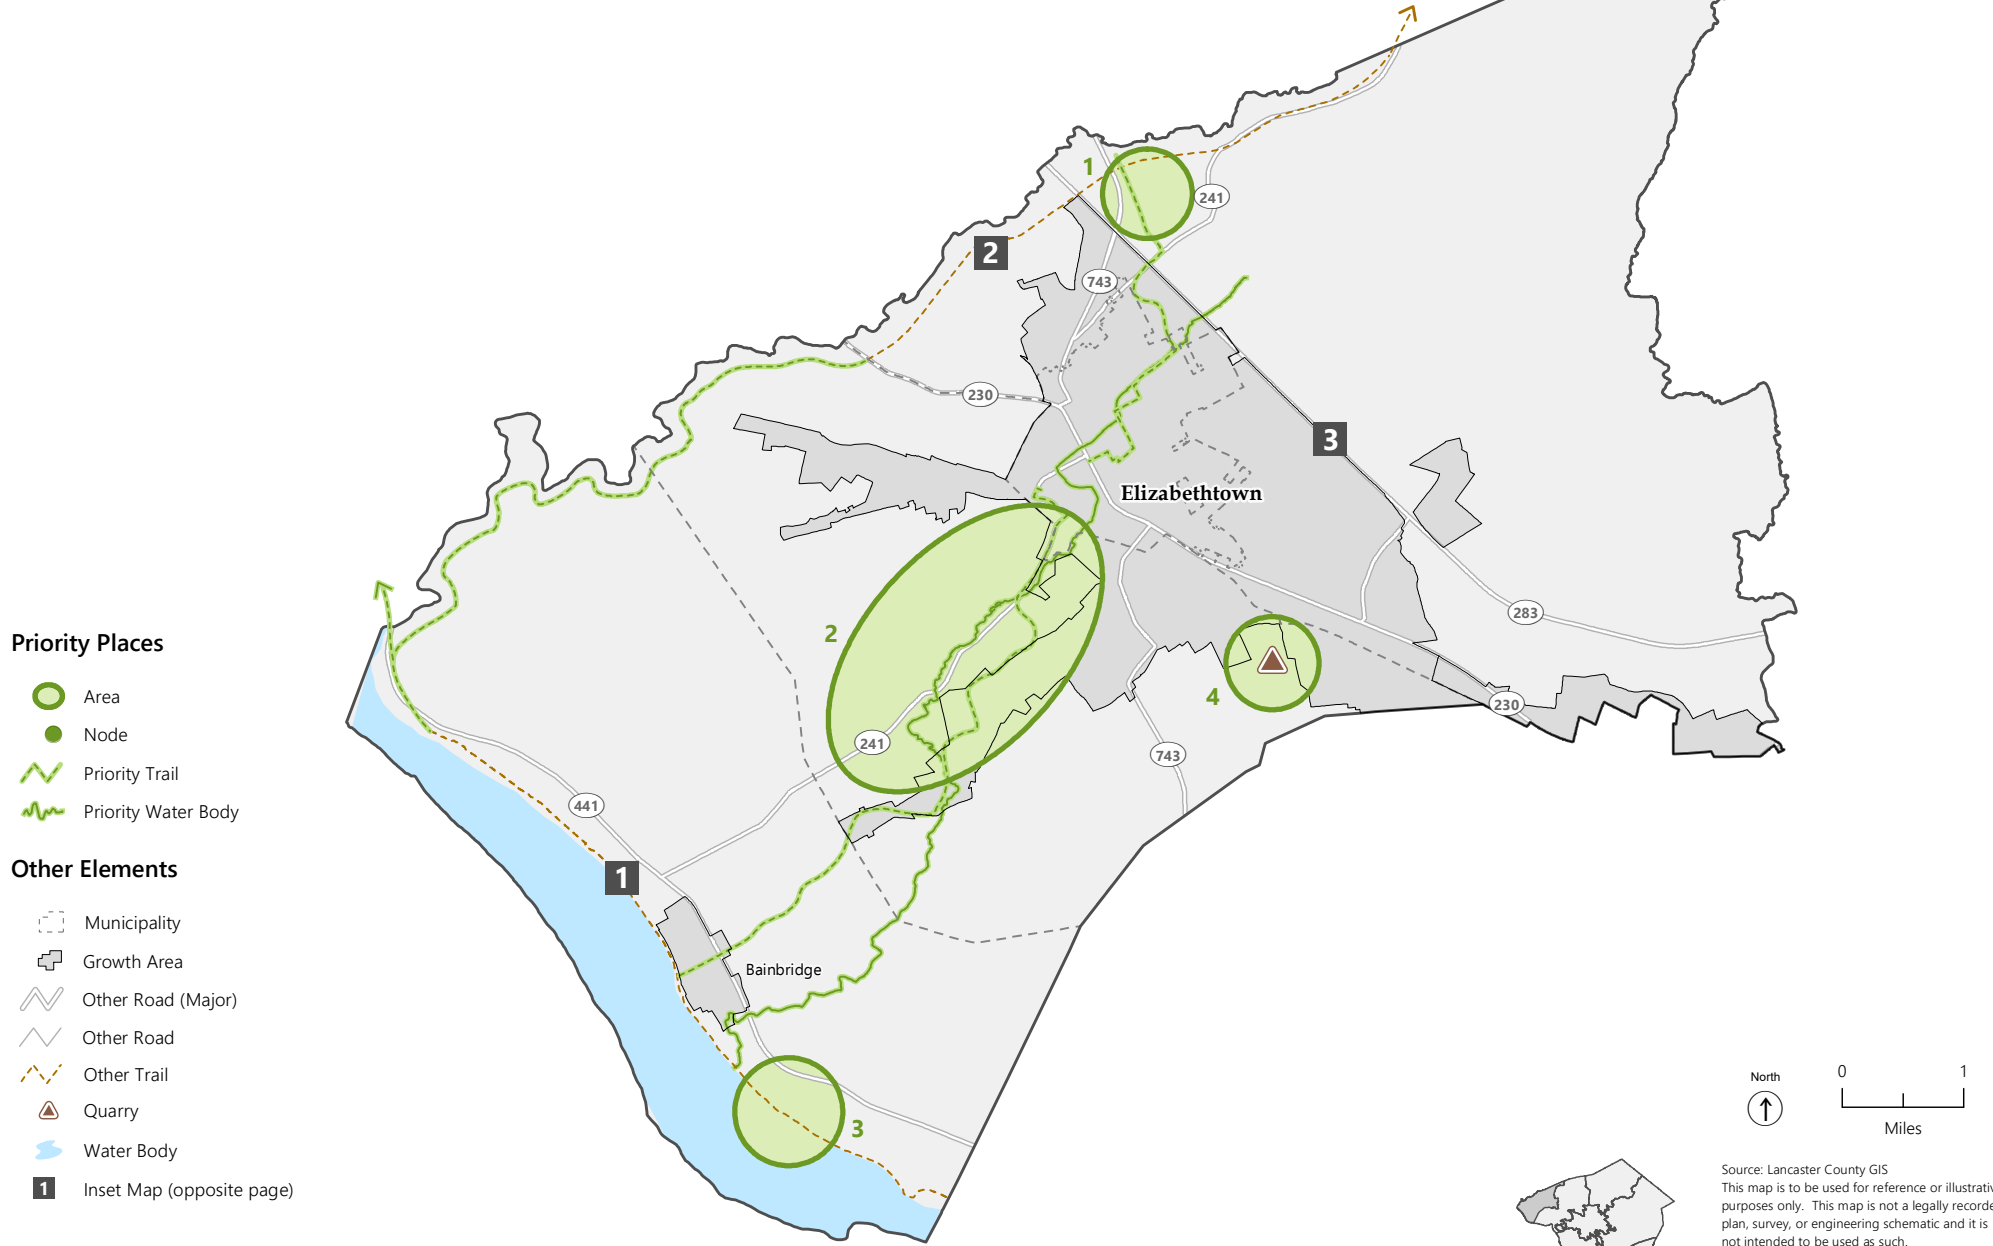 1
241
2
743
230
3
Elizabethtown
2
283
4
230
241
743
441
1
Bainbridge
3
Priority Places
Area
Node
Priority Trail
Priority Water Body
Other Elements
Municipality
Growth Area
Other Road (Major)
Other Road
Other Trail
Quarry
Water Body
1 Inset Map (opposite page)
North
0 1
Miles
Source: Lancaster County GIS
This map is to be used for reference or illustrativ
purposes only. This map is not a legally recorde
plan, survey, or engineering schematic and it is
not intended to be used as such.